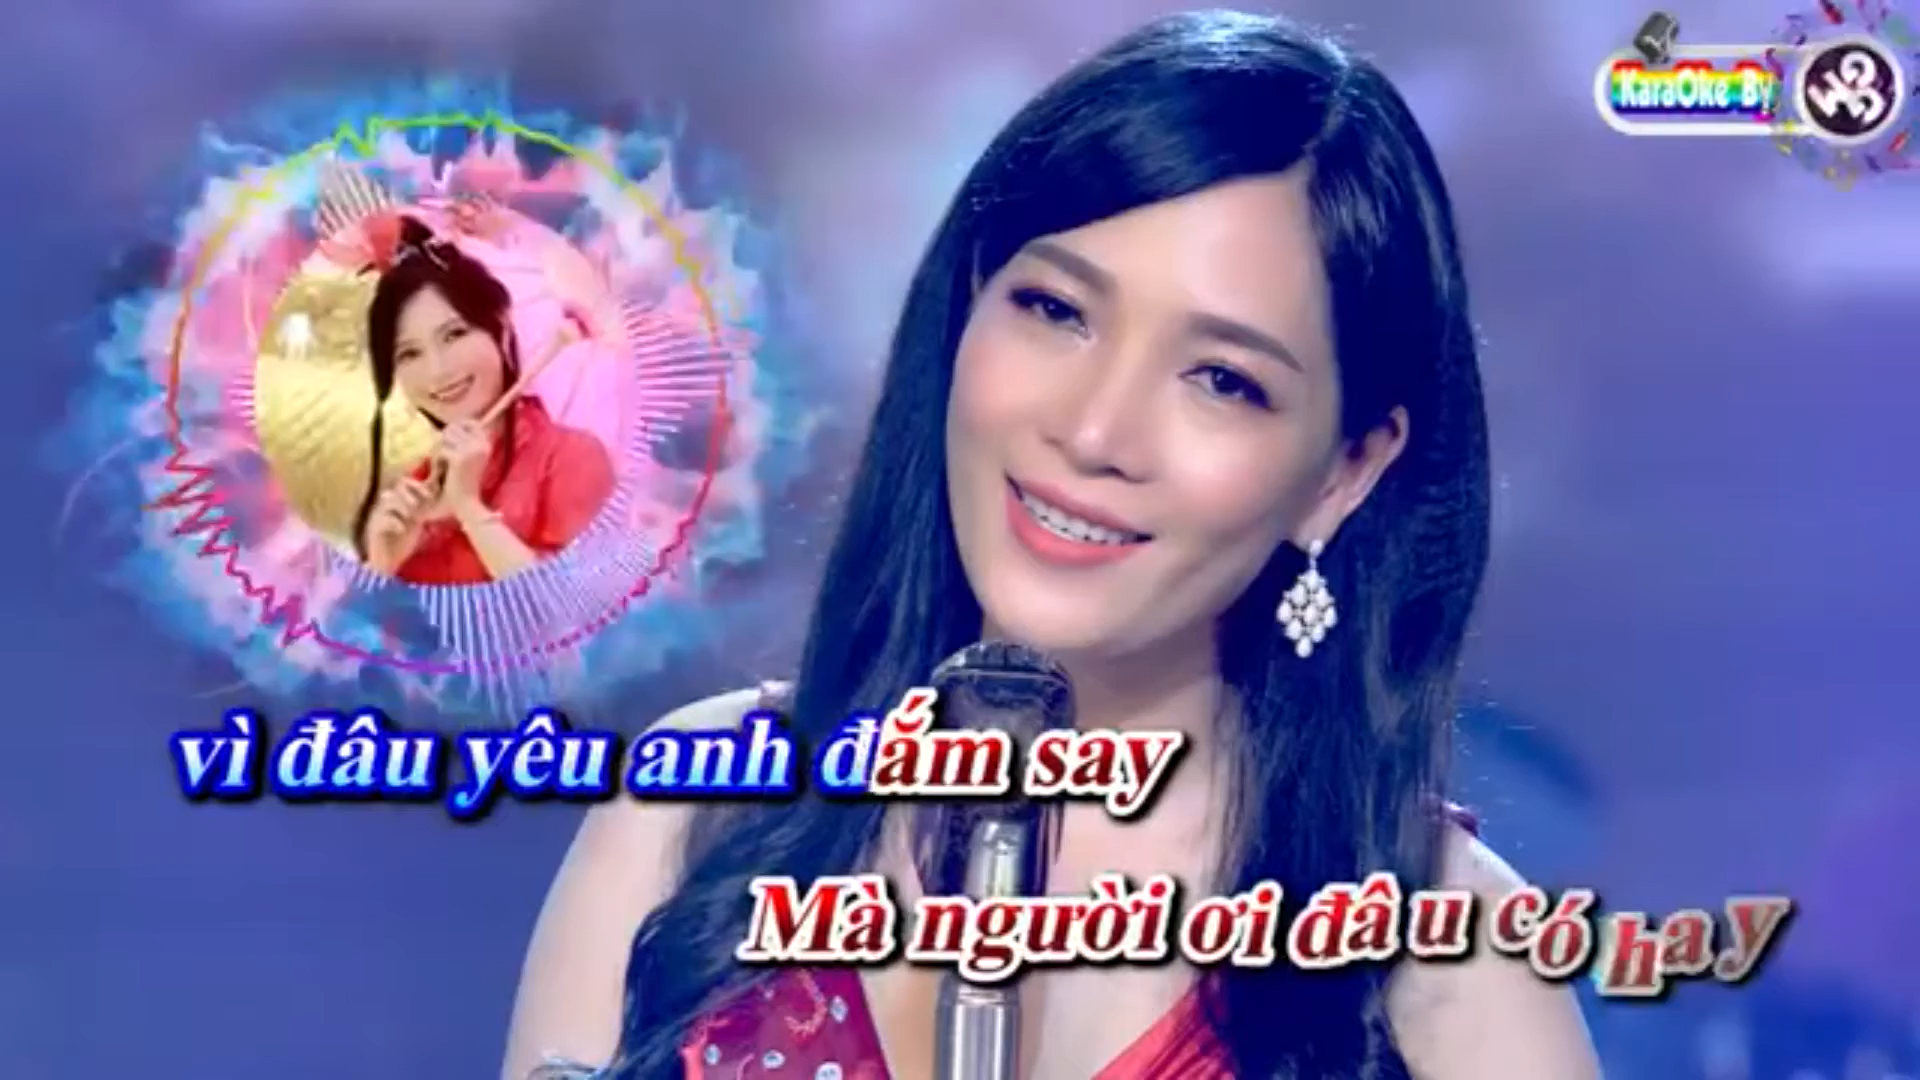 KaraOke By
vì đâu yêu anh đắm say
Mà người ơi đâu có hay